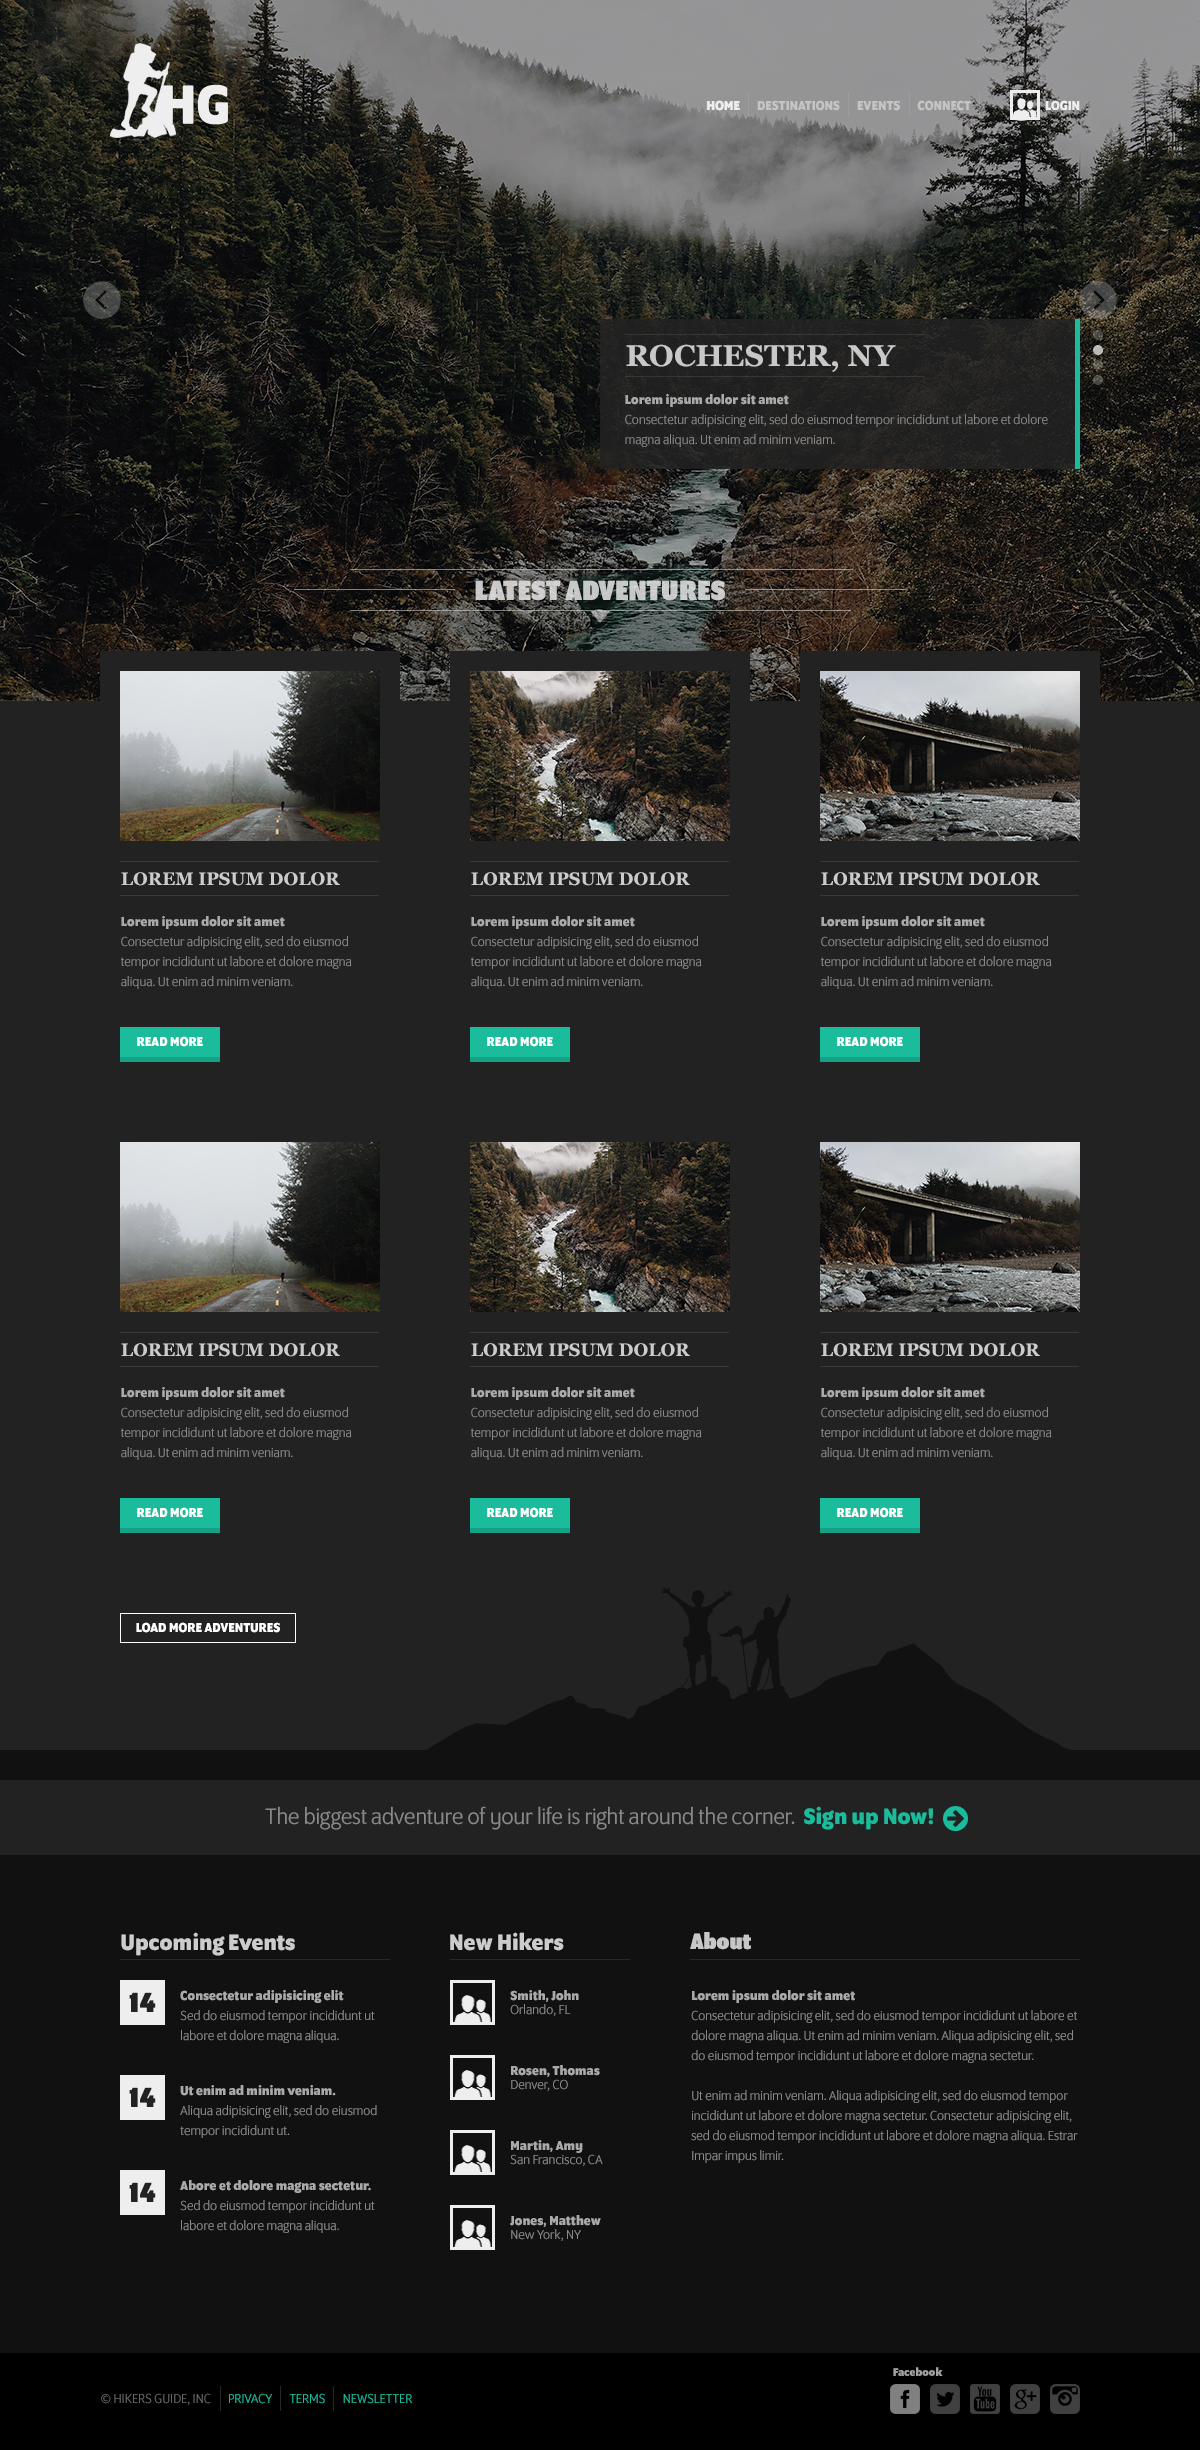 HG
HOME DESTINATIONS EVENTS CONNECT LOGIN
ROCHESTER, NY
Lorem ipsum dolor sit amet
Consectetur adipisicing elit, sed do eiusmod tempor incididunt ut labore et dolore
magna aliqua. Ut enim ad minim veniam.
LATEST ADVENTURES
LOREM IPSUM DOLOR
Lorem ipsum dolor sit amet
Consectetur adipisicing elit, sed do eiusmod
tempor incididunt ut labore et dolore magna
aliqua. Ut enim ad minim veniam.
READ MORE
LOREM IPSUM DOLOR
Lorem ipsum dolor sit amet
Consectetur adipisicing elit, sed do eiusmod
tempor incididunt ut labore et dolore magna
aliqua. Ut enim ad minim veniam.
READ MORE
LOREM IPSUM DOLOR
Lorem ipsum dolor sit amet
Consectetur adipisicing elit, sed do eiusmod
tempor incididunt ut labore et dolore magna
aliqua. Ut enim ad minim veniam.
READ MORE
LOREM IPSUM DOLOR
Lorem ipsum dolor sit amet
Consectetur adipisicing elit, sed do eiusmod
tempor incididunt ut labore et dolore magna
aliqua. Ut enim ad minim veniam.
READ MORE
LOREM IPSUM DOLOR
Lorem ipsum dolor sit amet
Consectetur adipisicing elit, sed do eiusmod
tempor incididunt ut labore et dolore magna
aliqua. Ut enim ad minim veniam.
READ MORE
LOREM IPSUM DOLOR
Lorem ipsum dolor sit amet
Consectetur adipisicing elit, sed do eiusmod
tempor incididunt ut labore et dolore magna
aliqua. Ut enim ad minim veniam.
READ MORE
LOAD MORE ADVENTURES
The biggest adventure of your life is right around the corner. Sign up Now!
Upcoming Events
14
Consectetur adipisicing elit
Sed do eiusmod tempor incididunt ut
labore et dolore magna aliqua.
14
Ut enim ad minim veniam.
Aliqua adipisicing elit, sed do eiusmod
tempor incididunt ut.
14
Abore et dolore magna sectetur.
Sed do eiusmod tempor incididunt ut
labore et dolore magna aliqua.
New Hikers
Smith, John
Orlando, FL
Rosen, Thomas
Denver, CO
Martin, Amy
San Francisco, CA
Jones, Matthew
New York, NY
About
Lorem ipsum dolor sit amet
Consectetur adipisicing elit, sed do eiusmod tempor incididunt ut labore et
dolore magna aliqua. Ut enim ad minim veniam. Aliqua adipisicing elit, sed
do eiusmod tempor incididunt ut labore et dolore magna sectetur.
Ut enim ad minim veniam. Aliqua adipisicing elit, sed do eiusmod tempor
incididunt ut labore et dolore magna sectetur. Consectetur adipisicing elit,
sed do eiusmod tempor incididunt ut labore et dolore magna aliqua. Estrar
Impar impus limir.
© HIKERS GUIDE, INC PRIVACY TERMS NEWSLETTER
Facebook
f You Tube g+